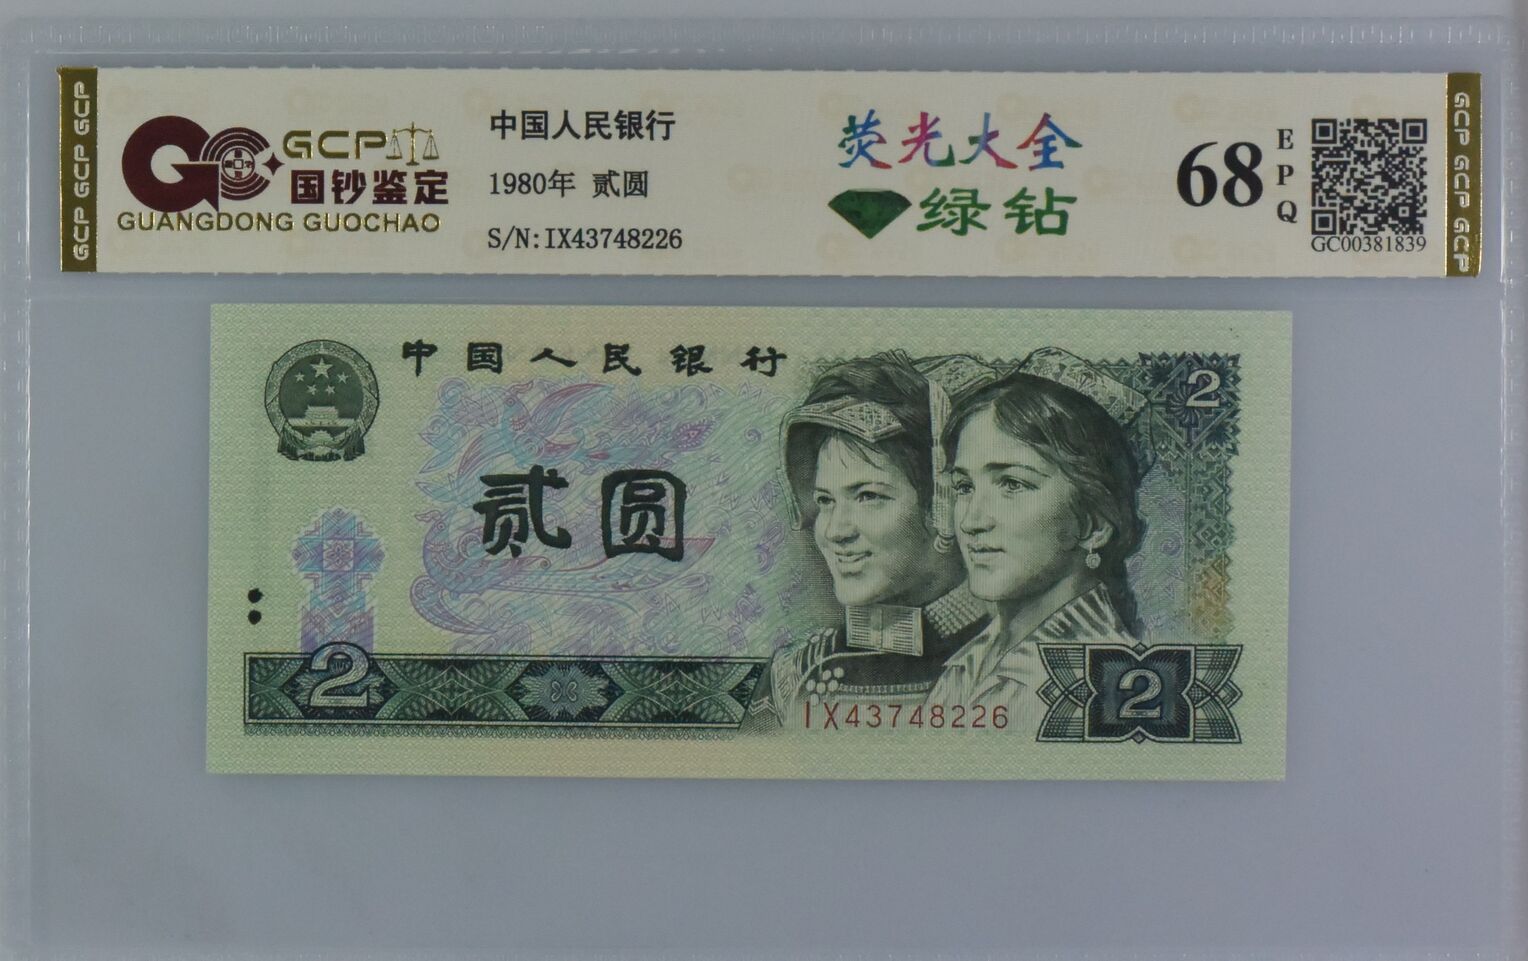 GCP GCP GCP
GCP
国钞鉴定
GUANGDONG GUOCHAO
中国人民银行
1980年 贰圆
S/N:IX43748226
荧光大全
绿钻
68
EPQ
GC00381839
GCP GCP GCP
中国人民银行
2
贰圆
2
IX43748226
2